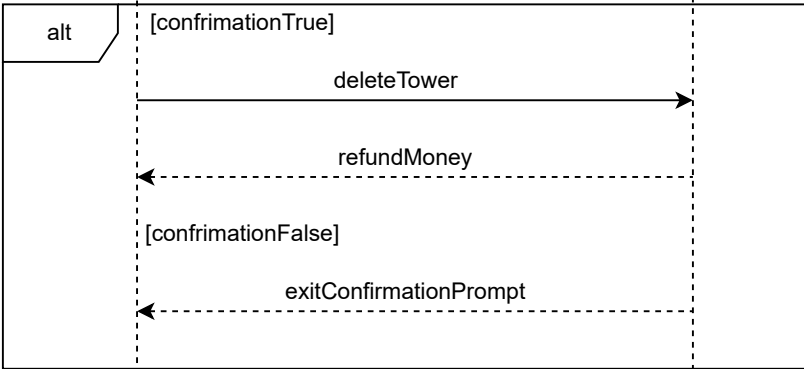 alt
[confrimationTrue]
deleteTower
refundMoney
[confrimationFalse]
exitConfirmationPrompt